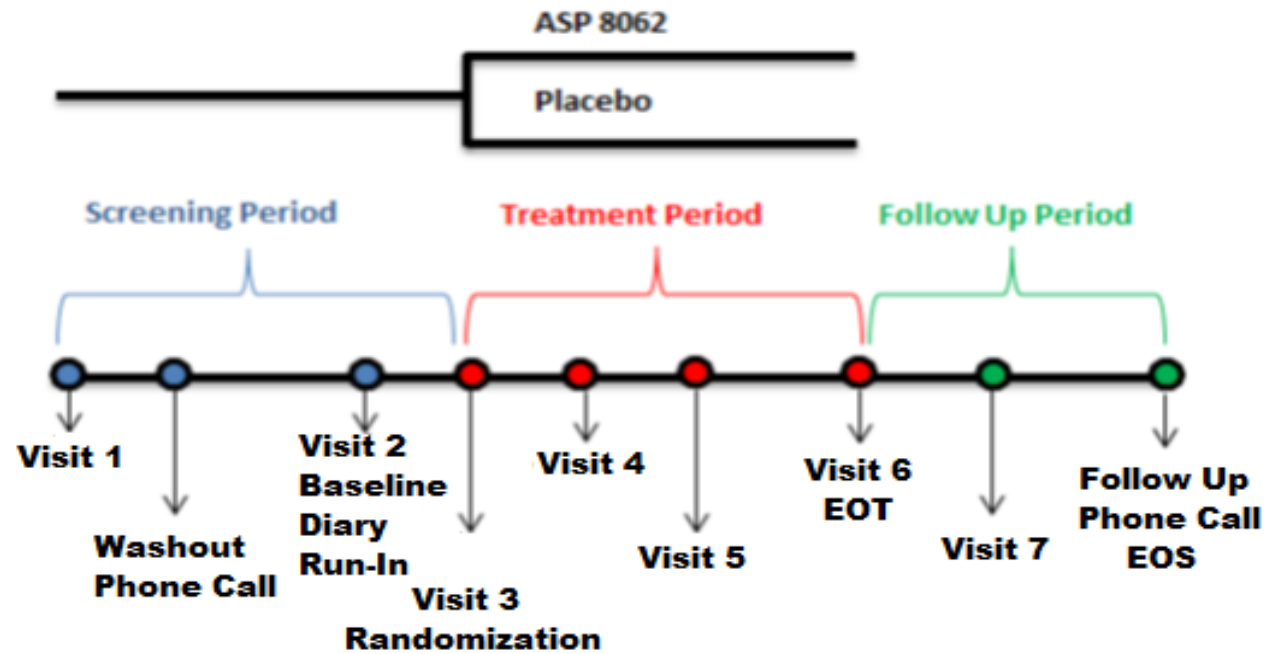 ASP 8062
Placebo
Screening Period
Treatment Period
Follow Up Period
Visit 1
Washout
Phone Call
Visit 2
Baseline
Diary
Run-In
Visit 3
Randomization
Visit 4
Visit 5
Visit 6
EOT
Visit 7
Follow Up
Phone Call
EOS